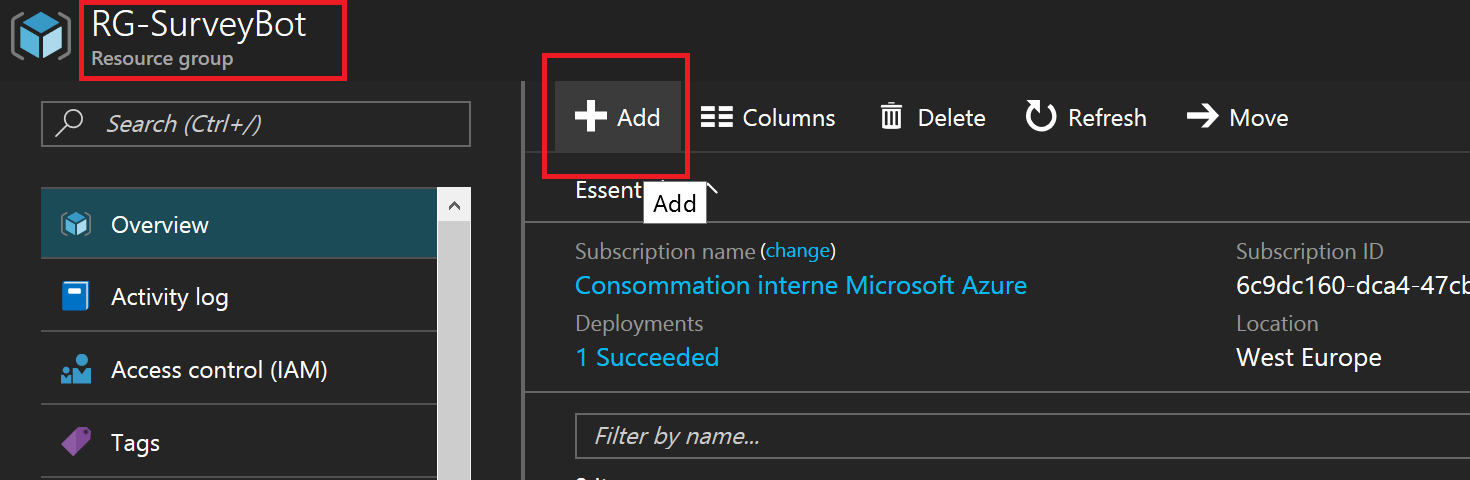 RG-SurveyBot
Resource group
Search (Ctrl+/)
Overview
Activity log
Access control (IAM)
Tags
Add
Columns
Delete
Refresh
Move
Add
Subscription name (change)
Consommation interne Microsoft Azure
Deployments
1 Succeeded
Subscription ID
6c9dc160-dca4-47cb
Location
West Europe
Filter by name...